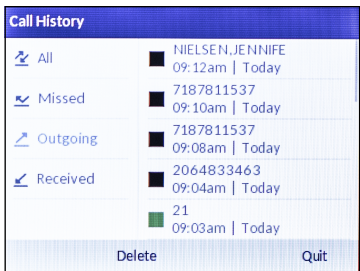 Call History
All
Missed
Outgoing
Received
NIELSEN,JENNIFE
09:12am | Today
7187811537
09:10am | Today
7187811537
09:08am | Today
2064833463
09:04am | Today
21
09:03am | Today
Delete
Quit